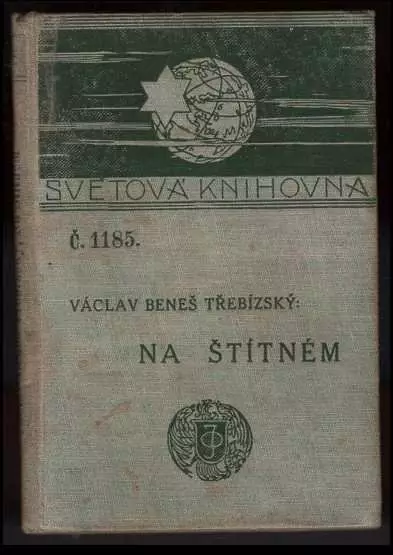 SVĚTOVÁ KNIHOVNA
Č. 1185.
VÁCLAV BENEŠ TŘEBÍZSKÝ:
NA ŠTÍTNÉM